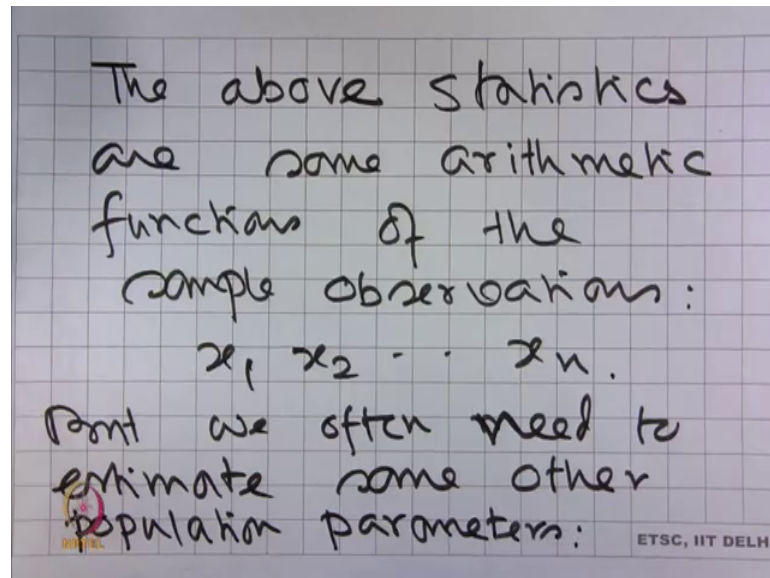 The above statistics
are some arithmetic
functions of the
sample observations:
x₁ x₂ . . xn.
But we often need to
estimate some other
population parameters:
NPTEL
ETSC, IIT DELH